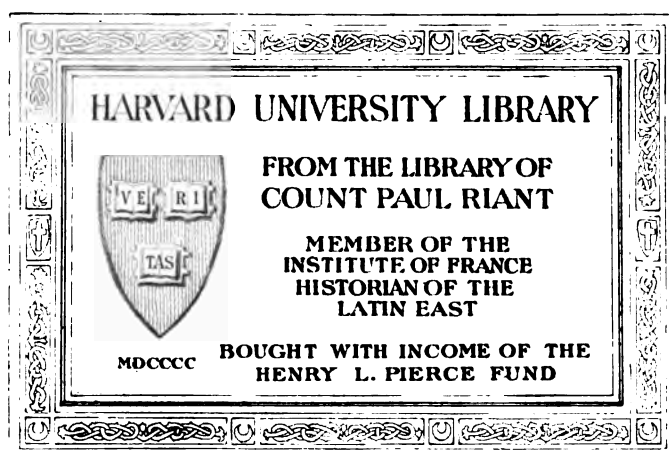 HARVARD UNIVERSITY LIBRARY
VE RI
TAS
FROM THE LIBRARY OF
COUNT PAUL RIANT
MEMBER OF THE
INSTITUTE OF FRANCE
HISTORIAN OF THE
LATIN EAST
MDCCCC
BOUGHT WITH INCOME OF THE
HENRY L. PIERCE FUND